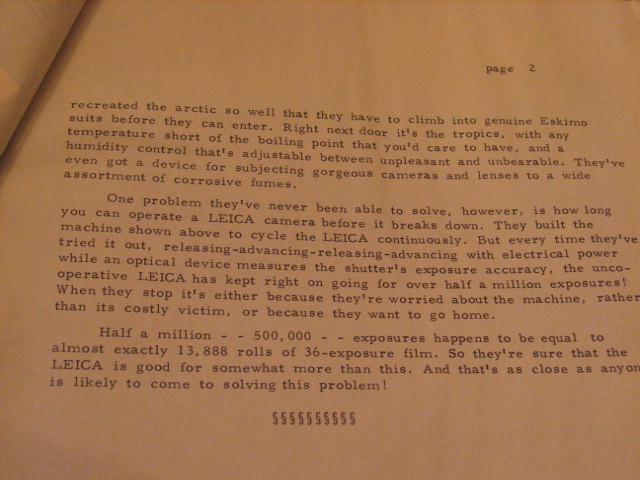 page 2
recreated the arctic so well that they have to climb into genuine Eskimo
suits before they can enter. Right next door it's the tropics, with any
temperature short of the boiling point that you'd care to have, and a
humidity control that's adjustable between unpleasant and unbearable. They've
even got a device for subjecting gorgeous cameras and lenses to a wide
assortment of corrosive fumes.
One problem they've never been able to solve, however, is how long
you can operate a LEICA camera before it breaks down. They built the
machine shown above to cycle the LEICA continuously. But every time they've
tried it out, releasing-advancing-releasing-advancing with electrical power
while an optical device measures the shutter's exposure accuracy, the unco-
operative LEICA has kept right on going for over half a million exposures!
When they stop it's either because they're worried about the machine, rather
than its costly victim, or because they want to go home.
Half a million - - 500,000 - - exposures happens to be equal to
almost exactly 13,888 rolls of 36-exposure film. So they're sure that the
LEICA is good for somewhat more than this. And that's as close as anyon
is likely to come to solving this problem!
§§§§§§§§§§